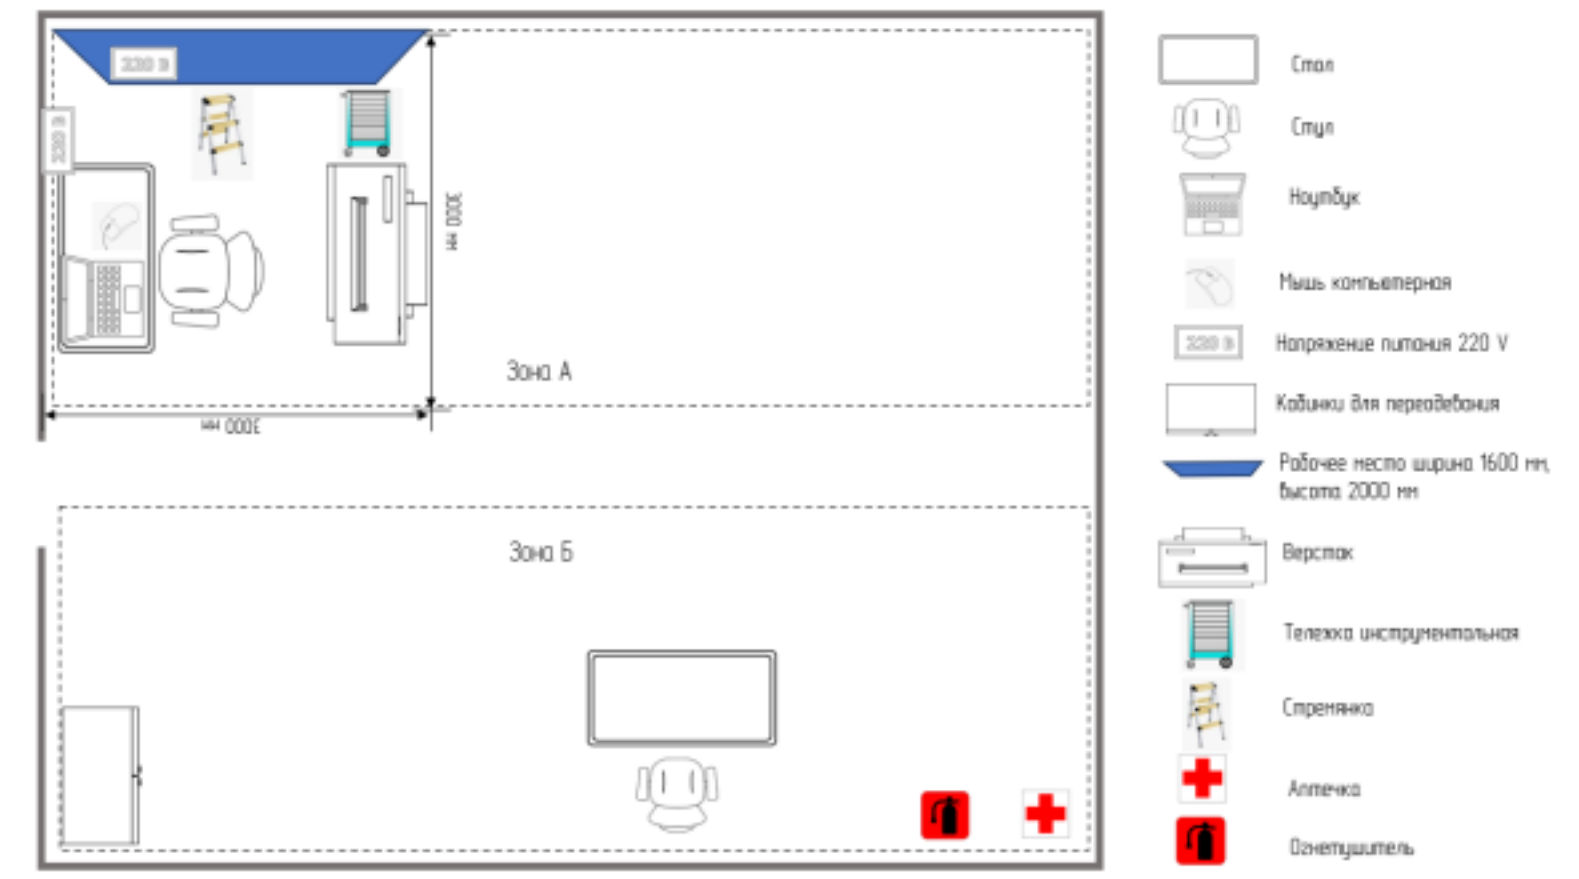 220 В
220 В
3000 мм
Зона А
3000 мм
Зона Б
Стол
Стул
Ноутбук
Мышь компьютерная
220 В
Напряжение питания 220 V
Кабинки для переодевания
Рабочее место ширина 1600 мм,
высота 2000 мм
Верстак
Тележка инструментальная
Стремянка
Аптечка
Огнетушитель